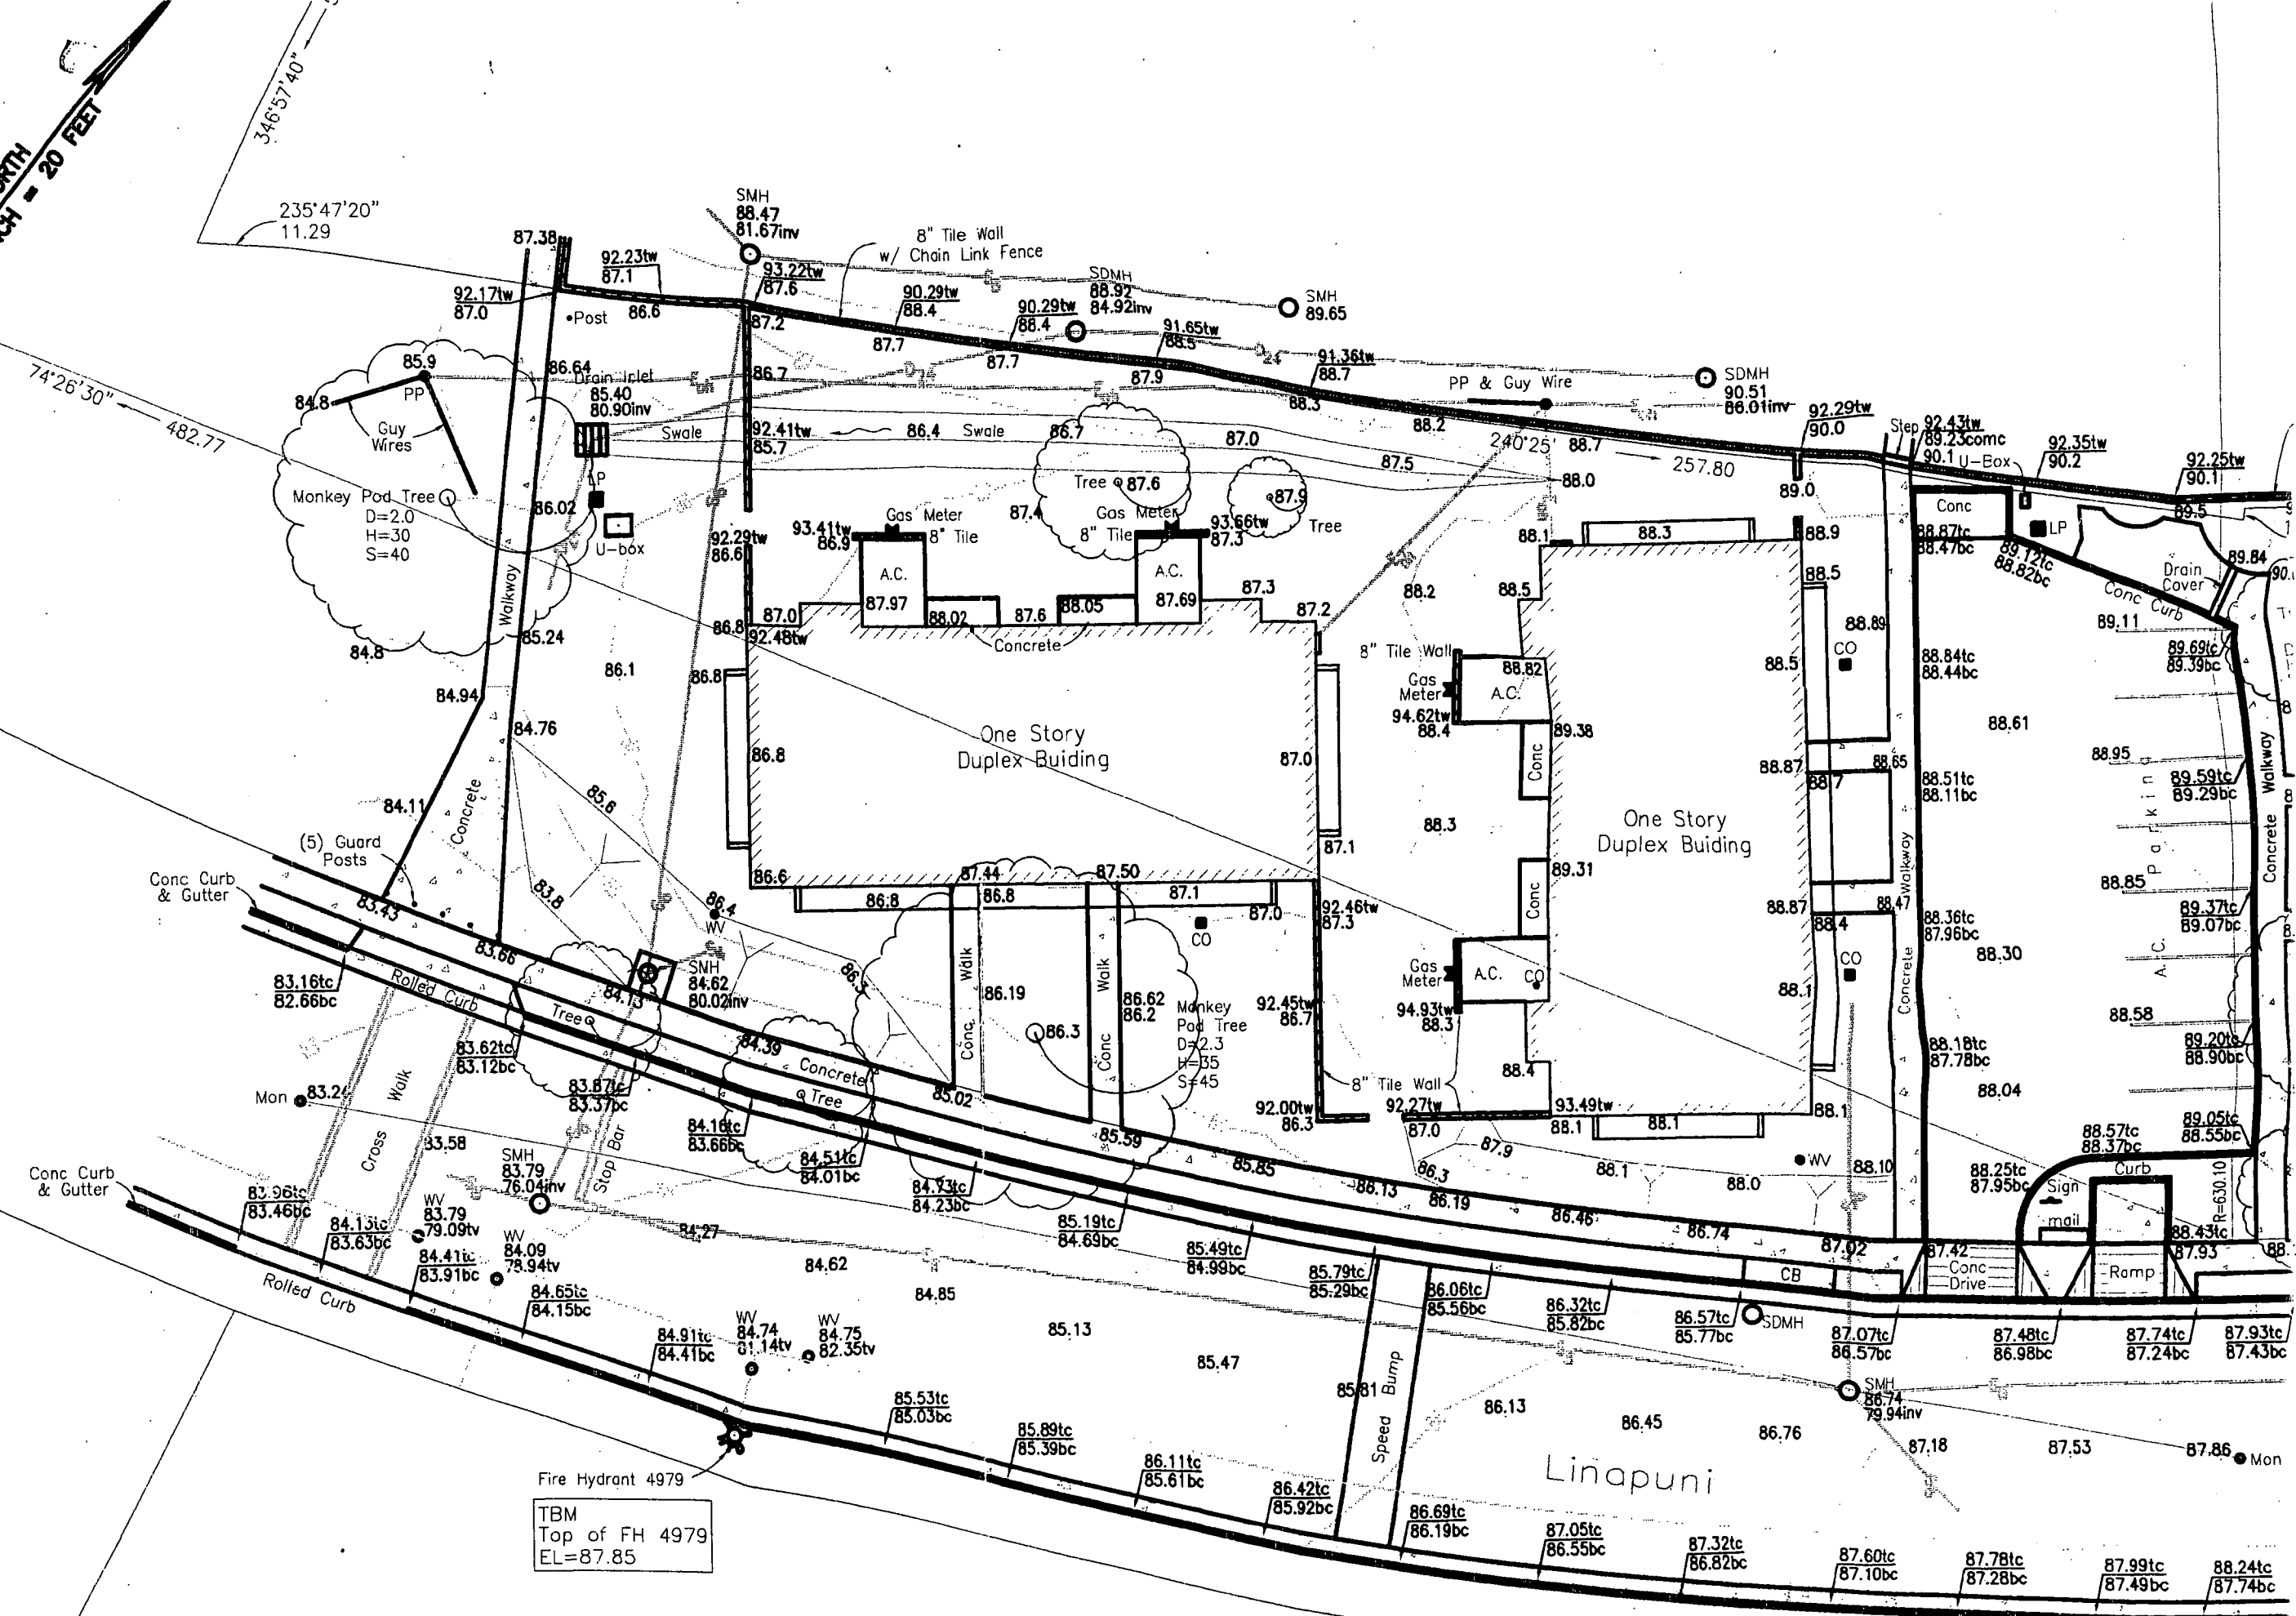 346°57'40"
NORTH
INCH = 20 FEET
235°47'20"
11.29
87.38
SMH
88.47
81.67inv
8" Tile Wall
w/ Chain Link Fence
92.23tw
87.1
93.22tw
87.6
SDMH
88.92
84.92inv
SMH
89.65
92.17tw
87.0
86.6
Post
87.2
90.29tw
88.4
90.29tw
88.4
91.65tw
88.5
91.36tw
88.7
87.7
87.7
87.9
88.3
PP & Guy Wire
SDMH
90.51
86.01inv
74°26'30"
482.77
85.9
PP
84.8
Guy
Wires
86.64
Drain Inlet
85.40
80.90inv
86.7
92.41tw
85.7
Swale
86.4
Swale
86.7
87.0
87.5
88.2
240°25'
88.7
257.80
88.0
92.29tw
90.0
Step
92.43tw
89.23comc
90.1
U-Box
92.35tw
90.2
92.25tw
90.1
89.5
89.0
Monkey Pod Tree
D=2.0
H=30
S=40
LP
86.02
U-box
Tree
87.6
87.4
87.9
Tree
Gas Meter
8" Tile
Gas Meter
8" Tile
93.41tw
86.9
93.66tw
87.3
92.29tw
86.6
88.1
88.3
88.9
Conc
88.87tc
88.47bc
LP
89.12tc
88.82bc
Drain
Cover
89.84
Conc Curb
A.C.
87.97
88.02
87.6
88.05
A.C.
87.69
87.3
87.2
87.0
86.8
92.48tw
Concrete
88.2
88.5
88.5
88.89
CO
89.11
89.69tc
89.39bc
Walkway
85.24
84.8
86.1
86.8
84.94
84.76
8" Tile Wall
88.82
Gas
Meter
A.C.
94.62tw
88.4
88.5
88.84tc
88.44bc
88.61
One Story
Duplex Buiding
86.8
87.0
89.38
Conc
88.87
88.7
88.65
88.51tc
88.11bc
88.95
89.59tc
89.29bc
A.C. Parking
Concrete Walkway
84.11
Concrete
85.6
88.3
One Story
Duplex Buiding
Concrete Walkway
(5) Guard
Posts
87.1
89.31
Conc
Conc Curb
& Gutter
83.43
83.8
86.4
WV
86.6
87.44
87.50
86.8
86.8
87.1
87.0
CO
92.46tw
87.3
88.87
88.4
88.47
88.85
89.37tc
89.07bc
88.36tc
87.96bc
88.30
83.66
83.16tc
82.66bc
Rolled Curb
SMH
84.62
80.02inv
84.13
86.3
Conc Walk
86.19
Conc Walk
86.62
86.2
Monkey
Pod Tree
D=2.3
H=35
S=45
86.3
92.45tw
86.7
Gas
Meter
A.C.
CO
94.93tw
88.3
88.1
CO
88.58
89.20tc
88.90bc
88.18tc
87.78bc
88.04
Tree
83.62tc
83.12bc
84.39
Concrete
Tree
85.02
83.87tc
83.37bc
Mon
83.24
Cross Walk
Stop Bar
8" Tile Wall
88.4
92.00tw
86.3
92.27tw
87.0
93.49tw
88.1
88.1
88.1
89.05tc
88.55bc
88.57tc
88.37bc
84.16tc
83.66bc
85.59
83.58
SMH
83.79
76.04inv
84.51tc
84.01bc
84.73tc
84.23bc
85.85
86.13
86.3
86.19
87.9
88.1
88.0
WV
88.10
88.25tc
87.95bc
Curb
Sign
mail
R=630.10
Conc Curb
& Gutter
83.96tc
83.46bc
84.13tc
83.63bc
WV
83.79
79.09tv
84.41tc
83.91bc
WV
84.09
78.94tv
84.27
84.62
84.85
85.19tc
84.69bc
85.49tc
84.99bc
86.46
86.74
87.02
87.42
Conc
Drive
88.43tc
87.93
Ramp
CB
Rolled Curb
84.65tc
84.15bc
85.79tc
85.29bc
86.06tc
85.56bc
86.32tc
85.82bc
86.57tc
85.77bc
SDMH
87.07tc
86.57bc
87.48tc
86.98bc
87.74tc
87.24bc
87.93tc
87.43bc
84.91tc
84.41bc
WV
84.74
81.14tv
WV
84.75
82.35tv
85.13
85.47
85.81
Speed Bump
86.13
86.45
86.76
SMH
86.74
79.94inv
87.18
87.53
87.86
Mon
85.53tc
85.03bc
85.89tc
85.39bc
86.11tc
85.61bc
86.42tc
85.92bc
Linapuni
Fire Hydrant 4979
TBM
Top of FH 4979
EL=87.85
86.69tc
86.19bc
87.05tc
86.55bc
87.32tc
86.82bc
87.60tc
87.10bc
87.78tc
87.28bc
87.99tc
87.49bc
88.24tc
87.74bc